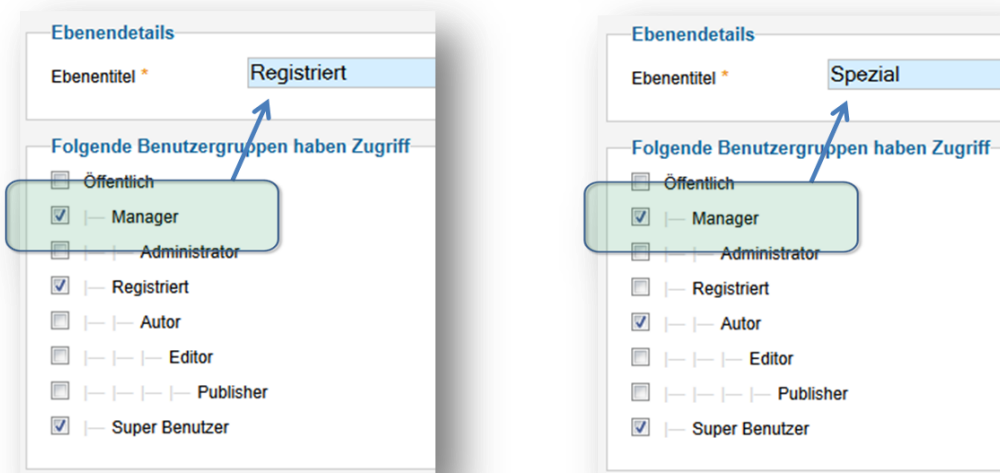 Ebenendetails
Ebenentitel *
Registriert
Folgende Benutzergruppen haben Zugriff
Öffentlich
Manager
Administrator
Registriert
Autor
Editor
Publisher
Super Benutzer
Ebenendetails
Ebenentitel *
Spezial
Folgende Benutzergruppen haben Zugriff
Öffentlich
Manager
Administrator
Registriert
Autor
Editor
Publisher
Super Benutzer